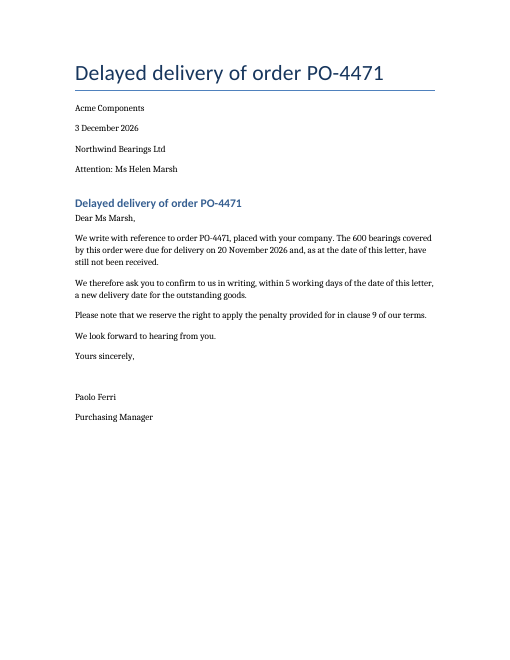 Delayed delivery of order PO-4471
Acme Components
3 December 2026
Northwind Bearings Ltd
Attention: Ms Helen Marsh
Delayed delivery of order PO-4471
Dear Ms Marsh,
We write with reference to order PO-4471, placed with your company. The 600 bearings covered
by this order were due for delivery on 20 November 2026 and, as at the date of this letter, have
still not been received.
We therefore ask you to confirm to us in writing, within 5 working days of the date of this letter,
a new delivery date for the outstanding goods.
Please note that we reserve the right to apply the penalty provided for in clause 9 of our terms.
We look forward to hearing from you.
Yours sincerely,
Paolo Ferri
Purchasing Manager